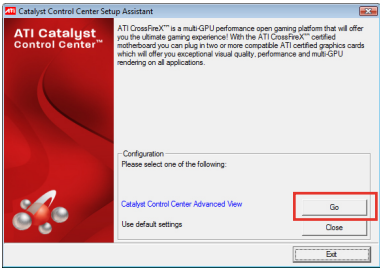 ATI Catalyst Control Center Setup Assistant
ATI Catalyst
Control Center™
ATI CrossFireX™ is a multi-GPU performance open gaming platform that will offer
you the ultimate gaming experience! With the ATI CrossFireX™ certified
motherboard you can plug in two or more compatible ATI certified graphics cards
which will offer you exceptional visual quality, performance and multi-GPU
rendering on all applications.
Configuration
Please select one of the following:
Catalyst Control Center Advanced View
Go
Use default settings
Close
Exit